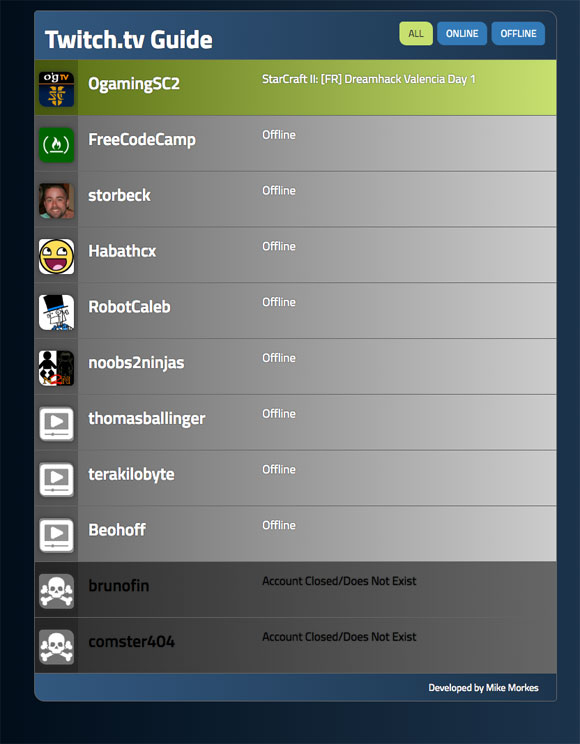 Twitch.tv Guide
ALL
ONLINE
OFFLINE
OgamingSC2
StarCraft II: [FR] Dreamhack Valencia Day 1
FreeCodeCamp
Offline
storbeck
Offline
Habathcx
Offline
RobotCaleb
Offline
noobs2ninjas
Offline
thomasballinger
Offline
terakilobyte
Offline
Beohoff
Offline
brunofin
Account Closed/Does Not Exist
comster404
Account Closed/Does Not Exist
Developed by Mike Morkes